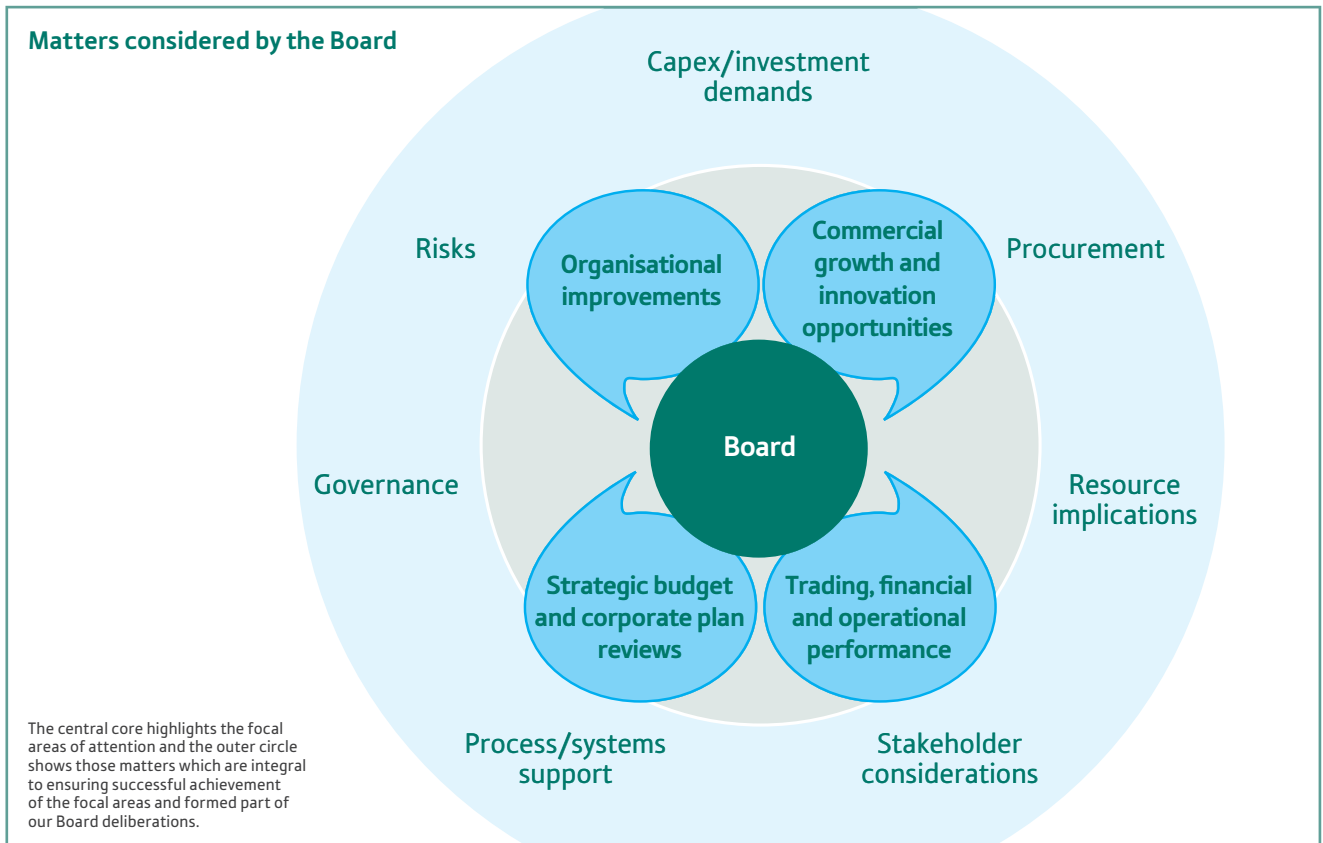 Matters considered by the Board
Capex/investment
demands
Risks
Procurement
Organisational
improvements
Commercial
growth and
innovation
opportunities
Board
Governance
Resource
implications
Strategic budget
and corporate plan
reviews
Trading, financial
and operational
performance
Process/systems
support
Stakeholder
considerations
The central core highlights the focal
areas of attention and the outer circle
shows those matters which are integral
to ensuring successful achievement
of the focal areas and formed part of
our Board deliberations.